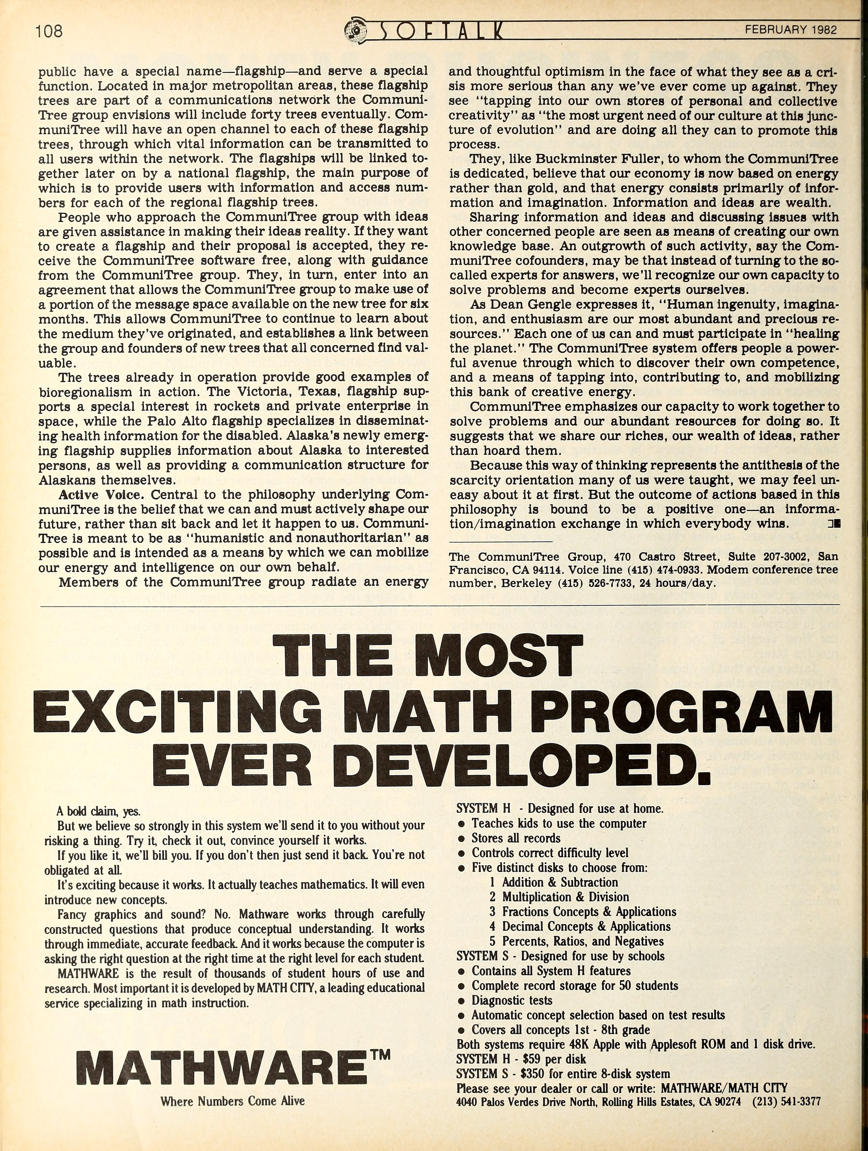 108
SOFTALK
FEBRUARY 1982
public have a special name—flagship—and serve a special
function. Located in major metropolitan areas, these flagship
trees are part of a communications network the Communi-
Tree group envisions will include forty trees eventually. Com-
muniTree will have an open channel to each of these flagship
trees, through which vital information can be transmitted to
all users within the network. The flagships will be linked to-
gether later on by a national flagship, the main purpose of
which is to provide users with information and access num-
bers for each of the regional flagship trees.
People who approach the CommuniTree group with ideas
are given assistance in making their ideas reality. If they want
to create a flagship and their proposal is accepted, they re-
ceive the CommuniTree software free, along with guidance
from the CommuniTree group. They, in turn, enter into an
agreement that allows the CommuniTree group to make use of
a portion of the message space available on the new tree for six
months. This allows CommuniTree to continue to learn about
the medium they've originated, and establishes a link between
the group and founders of new trees that all concerned find val-
uable.
The trees already in operation provide good examples of
bioregionalism in action. The Victoria, Texas, flagship sup-
ports a special interest in rockets and private enterprise in
space, while the Palo Alto flagship specializes in disseminat-
ing health information for the disabled. Alaska's newly emerg-
ing flagship supplies information about Alaska to interested
persons, as well as providing a communication structure for
Alaskans themselves.
Active Voice. Central to the philosophy underlying Com-
muniTree is the belief that we can and must actively shape our
future, rather than sit back and let it happen to us. Communi-
Tree is meant to be as "humanistic and nonauthoritarian" as
possible and is intended as a means by which we can mobilize
our energy and intelligence on our own behalf.
Members of the CommuniTree group radiate an energy
and thoughtful optimism in the face of what they see as a cri-
sis more serious than any we've ever come up against. They
see "tapping into our own stores of personal and collective
creativity" as "the most urgent need of our culture at this junc-
ture of evolution" and are doing all they can to promote this
process.
They, like Buckminster Fuller, to whom the CommuniTree
is dedicated, believe that our economy is now based on energy
rather than gold, and that energy consists primarily of infor-
mation and imagination. Information and ideas are wealth.
Sharing information and ideas and discussing issues with
other concerned people are seen as means of creating our own
knowledge base. An outgrowth of such activity, say the Com-
muniTree cofounders, may be that instead of turning to the so-
called experts for answers, we'll recognize our own capacity to
solve problems and become experts ourselves.
As Dean Gengle expresses it, "Human ingenuity, imagina-
tion, and enthusiasm are our most abundant and precious re-
sources." Each one of us can and must participate in "healing
the planet." The CommuniTree system offers people a power-
ful avenue through which to discover their own competence,
and a means of tapping into, contributing to, and mobilizing
this bank of creative energy.
CommuniTree emphasizes our capacity to work together to
solve problems and our abundant resources for doing so. It
suggests that we share our riches, our wealth of ideas, rather
than hoard them.
Because this way of thinking represents the antithesis of the
scarcity orientation many of us were taught, we may feel un-
easy about it at first. But the outcome of actions based in this
philosophy is bound to be a positive one—an informa-
tion/imagination exchange in which everybody wins.
The CommuniTree Group, 470 Castro Street, Suite 207-3002, San
Francisco, CA 94114. Voice line (415) 474-0933. Modem conference tree
number, Berkeley (415) 526-7733, 24 hours/day.
THE MOST
EXCITING MATH PROGRAM
EVER DEVELOPED.
A bold claim, yes.
But we believe so strongly in this system we'll send it to you without your
risking a thing. Try it, check it out, convince yourself it works.
If you like it, we'll bill you. If you don't then just send it back. You're not
obligated at all.
It's exciting because it works. It actually teaches mathematics. It will even
introduce new concepts.
Fancy graphics and sound? No. Mathware works through carefully
constructed questions that produce conceptual understanding. It works
through immediate, accurate feedback. And it works because the computer is
asking the right question at the right time at the right level for each student.
MATHWARE is the result of thousands of student hours of use and
research. Most important it is developed by MATH CITY, a leading educational
service specializing in math instruction.
MATHWARE™
Where Numbers Come Alive
SYSTEM H - Designed for use at home.
● Teaches kids to use the computer
● Stores all records
● Controls correct difficulty level
● Five distinct disks to choose from:
1 Addition & Subtraction
2 Multiplication & Division
3 Fractions Concepts & Applications
4 Decimal Concepts & Applications
5 Percents, Ratios, and Negatives
SYSTEM S - Designed for use by schools
● Contains all System H features
● Complete record storage for 50 students
● Diagnostic tests
● Automatic concept selection based on test results
● Covers all concepts 1st - 8th grade
Both systems require 48K Apple with Applesoft ROM and 1 disk drive.
SYSTEM H - $59 per disk
SYSTEM S - $350 for entire 8-disk system
Please see your dealer or call or write: MATHWARE/MATH CITY
4040 Palos Verdes Drive North, Rolling Hills Estates, CA 90274 (213) 541-3377